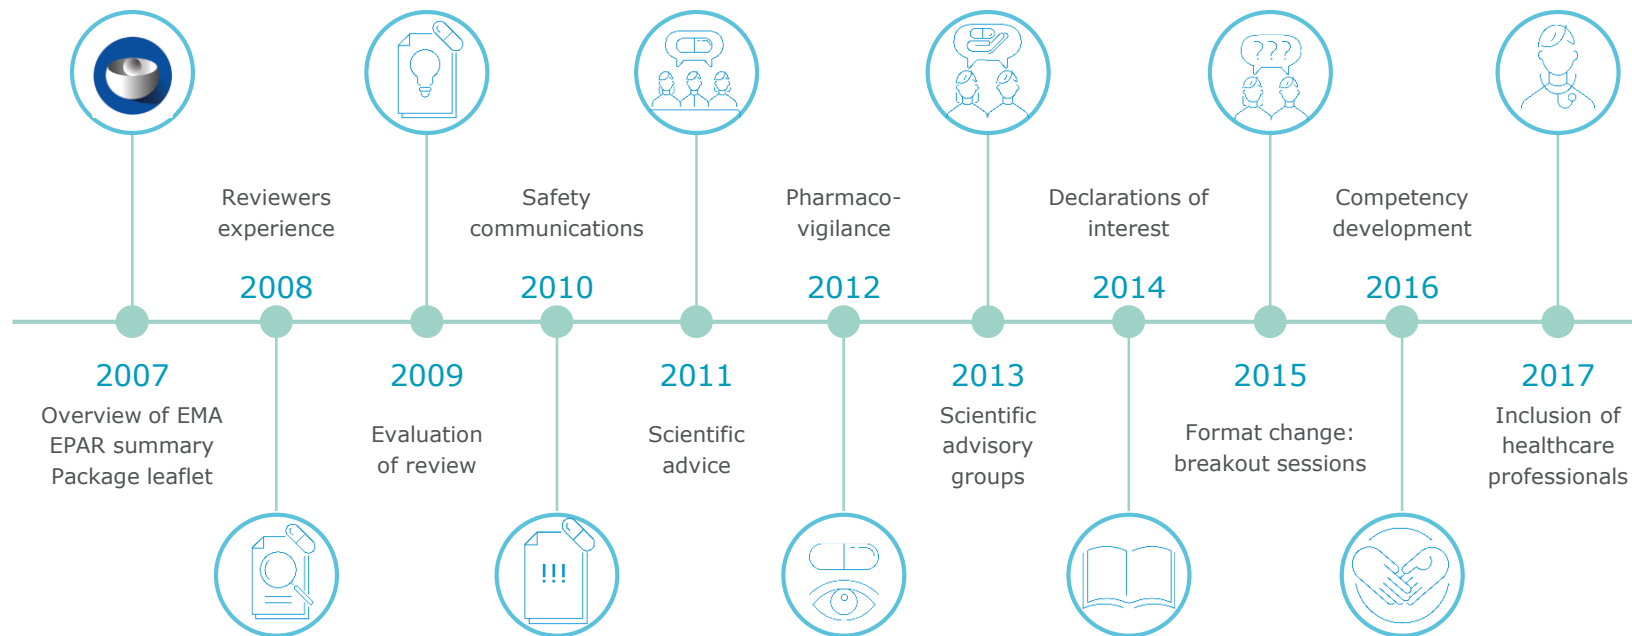 ???
Reviewers
experience
Safety
communications
Pharmaco-
vigilance
Declarations of
interest
Competency
development
2008
2010
2012
2014
2016
2007
2009
2011
2013
2015
2017
Overview of EMA
EPAR summary
Package leaflet
Evaluation
of review
Scientific
advice
Scientific
advisory
groups
Format change:
breakout sessions
Inclusion of
healthcare
professionals
!!!